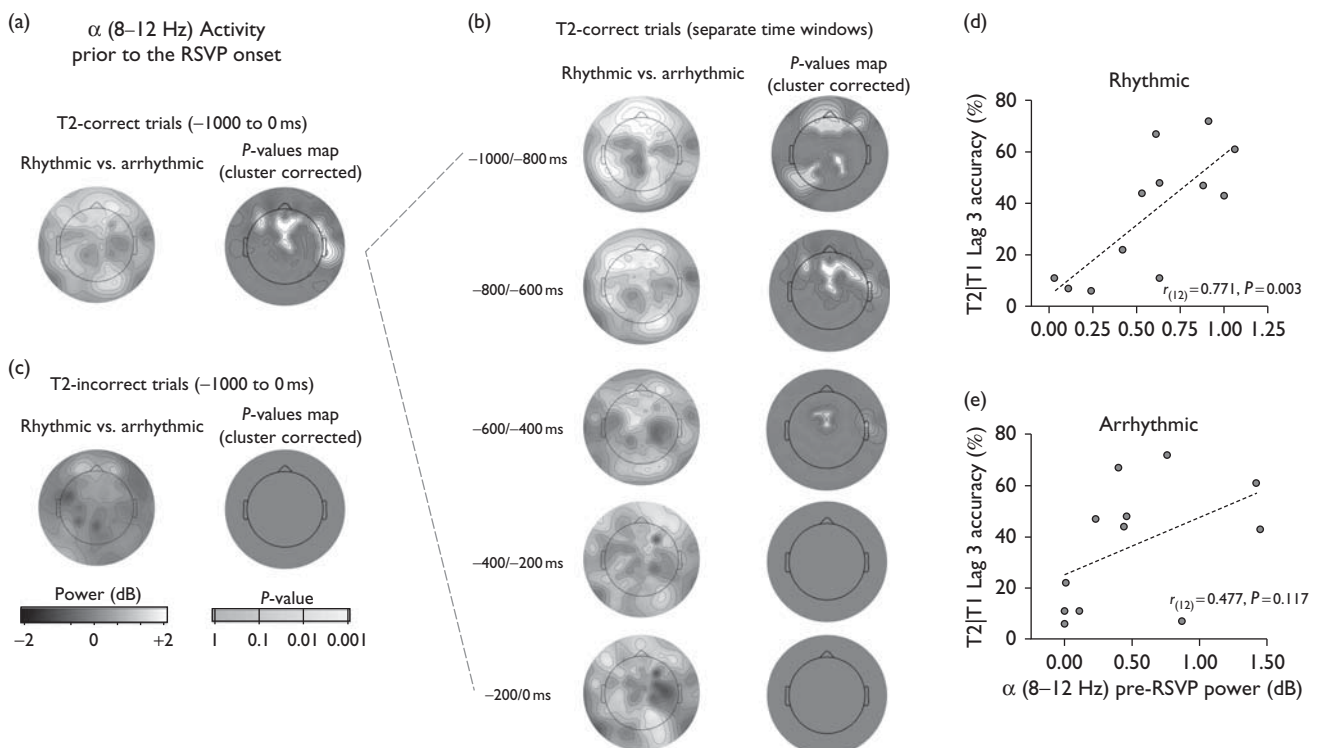 (a)
α (8–12 Hz) Activity
prior to the RSVP onset
T2-correct trials (−1000 to 0 ms)
Rhythmic vs. arrhythmic
P-values map
(cluster corrected)
(c)
T2-incorrect trials (−1000 to 0 ms)
Rhythmic vs. arrhythmic
P-values map
(cluster corrected)
Power (dB)
−2 0 +2
P-value
1 0.1 0.01 0.001
(b)
T2-correct trials (separate time windows)
Rhythmic vs. arrhythmic
P-values map
(cluster corrected)
−1000/−800 ms
−800/−600 ms
−600/−400 ms
−400/−200 ms
−200/0 ms
(d)
Rhythmic
T2|T1 Lag 3 accuracy (%)
80
60
40
20
0
r(12) = 0.771, P = 0.003
0.00 0.25 0.50 0.75 1.00 1.25
(e)
Arrhythmic
T2|T1 Lag 3 accuracy (%)
80
60
40
20
0
r(12) = 0.477, P = 0.117
0.00 0.50 1.00 1.50
α (8–12 Hz) pre-RSVP power (dB)